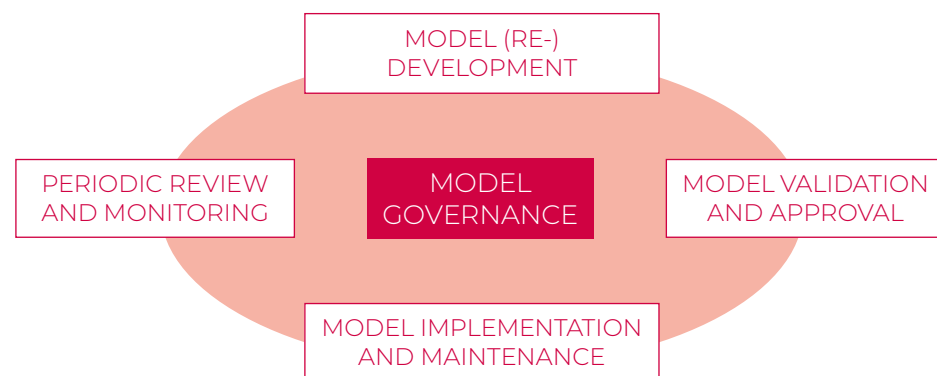 MODEL (RE-)
DEVELOPMENT
PERIODIC REVIEW
AND MONITORING
MODEL
GOVERNANCE
MODEL VALIDATION
AND APPROVAL
MODEL IMPLEMENTATION
AND MAINTENANCE